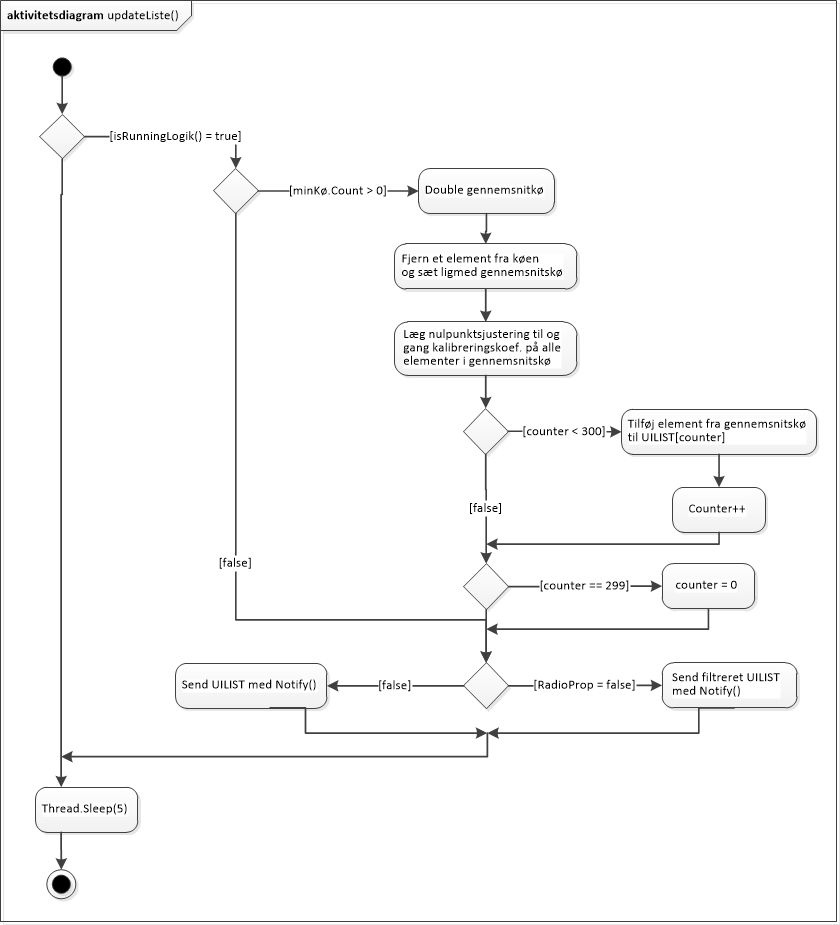 aktivitetsdiagram updateListe()
[isRunningLogik() = true]
[minKø.Count > 0]
Double gennemsnitkø
Fjern et element fra køen
og sæt ligmed gennemsnitskø
Læg nulpunktsjustering til og
gang kalibreringskoef. på alle
elementer i gennemsnitskø
[counter < 300]
Tilføj element fra gennemsnitskø
til UILIST[counter]
[false]
Counter++
[false]
[counter == 299]
counter = 0
Send UILIST med Notify()
[false]
[RadioProp = false]
Send filtreret UILIST
med Notify()
Thread.Sleep(5)